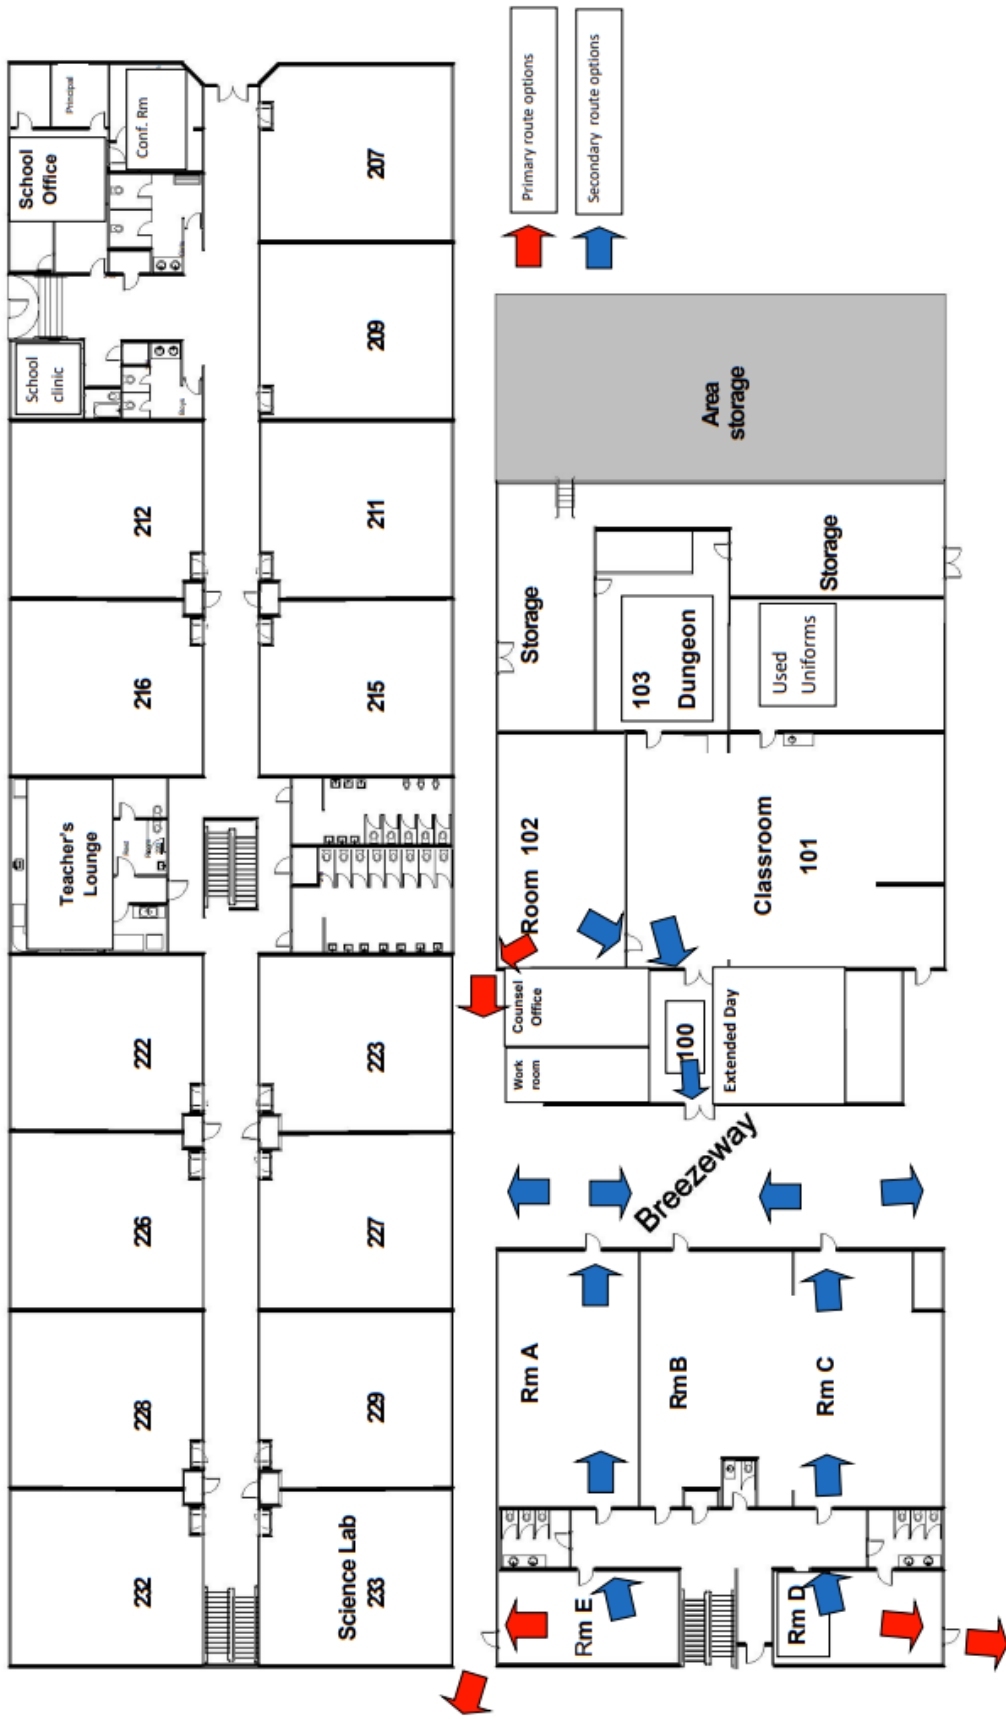 232
228
226
222
Teacher's
Lounge
216
212
School
clinic
Boys
School
Office
Principal
Conf. Rm
Science Lab
233
229
227
223
215
211
209
207
Rm E
Rm A
Rm B
Rm C
Rm D
Breezeway
Work
room
Counsel
Office
100
Extended Day
Room 102
Classroom
101
Storage
103
Dungeon
Used
Uniforms
Storage
Area
storage
Primary route options
Secondary route options